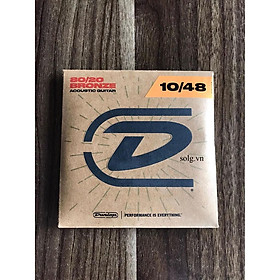 80/20
BRONZE
ACOUSTIC GUITAR
10/48
solg.vn
Dunlop
PERFORMANCE IS EVERYTHING.